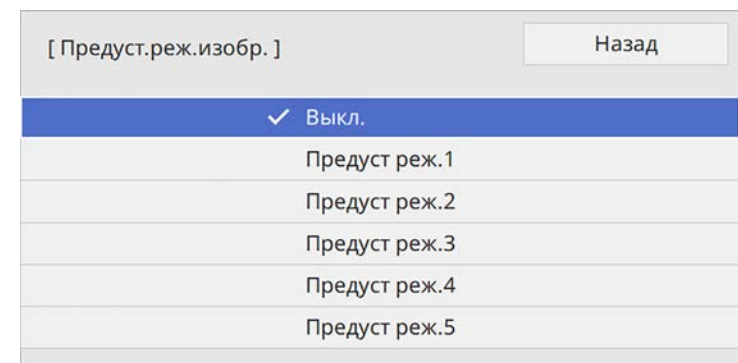 [ Предуст.реж.изобр. ]
Назад
Выкл.
Предуст реж.1
Предуст реж.2
Предуст реж.3
Предуст реж.4
Предуст реж.5